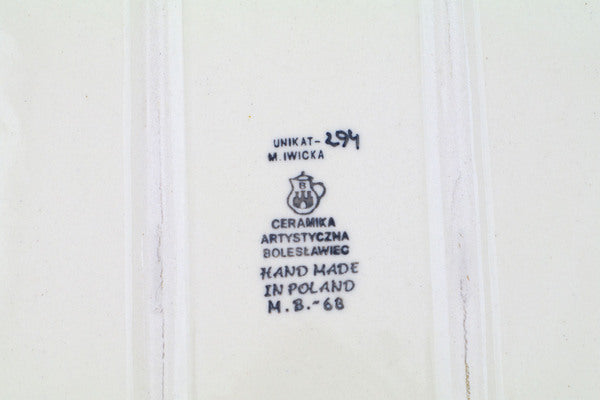 UNIKAT-294
M. IWICKA
B
CERAMIKA
ARTYSTYCZNA
BOLESŁAWIEC
HAND MADE
IN POLAND
M.B.-68